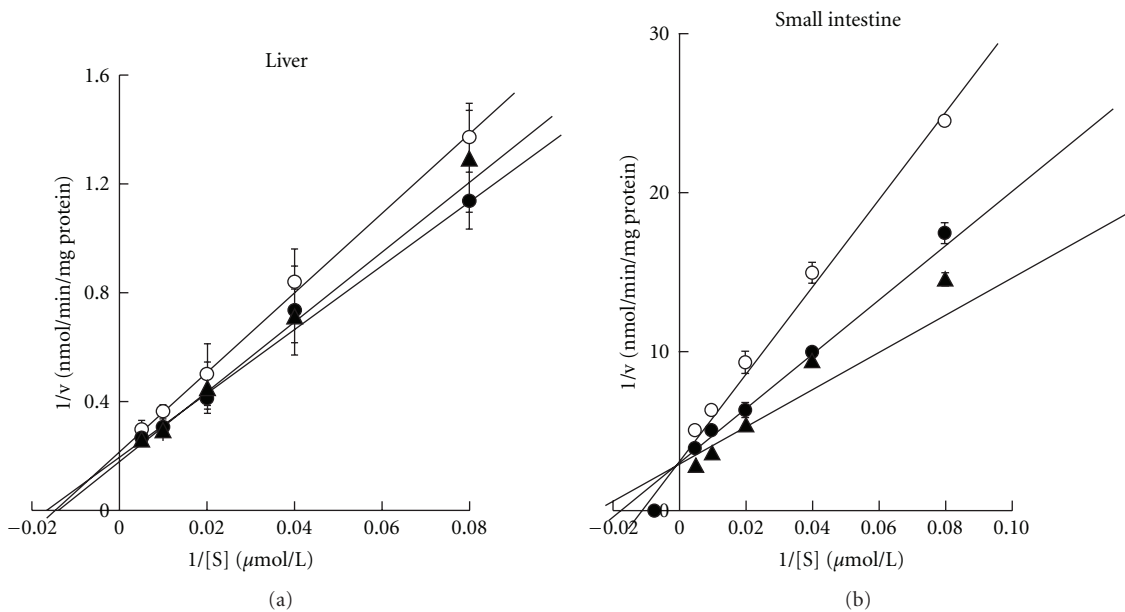 Liver
1.6
1.2
0.8
0.4
0
1/v (nmol/min/mg protein)
−0.02 0 0.02 0.04 0.06 0.08
1/[S] (μmol/L)
(a)
Small intestine
30
20
10
0
1/v (nmol/min/mg protein)
−0.02 0 0.02 0.04 0.06 0.08 0.10
1/[S] (μmol/L)
(b)